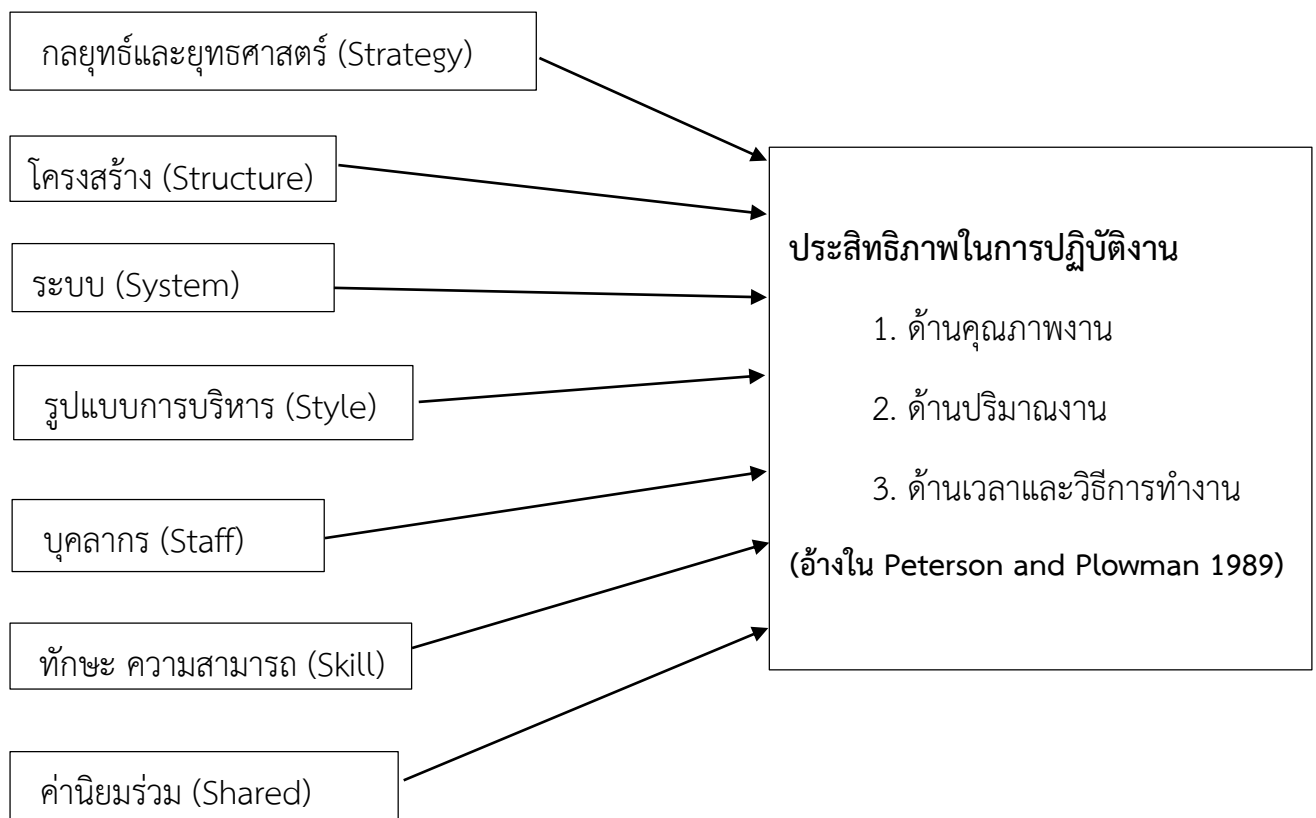 กลยุทธ์และยุทธศาสตร์ (Strategy)
โครงสร้าง (Structure)
ระบบ (System)
รูปแบบการบริหาร (Style)
บุคลากร (Staff)
ทักษะ ความสามารถ (Skill)
ค่านิยมร่วม (Shared)
ประสิทธิภาพในการปฏิบัติงาน
1. ด้านคุณภาพงาน
2. ด้านปริมาณงาน
3. ด้านเวลาและวิธีการทำงาน
(อ้างใน Peterson and Plowman 1989)